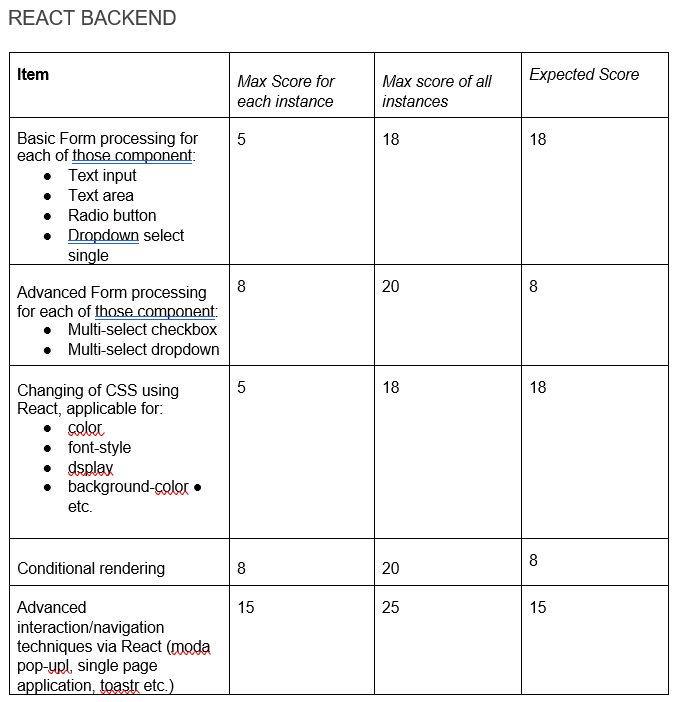 REACT BACKEND
Item
Max Score for
each instance
Max score of all
instances
Expected Score
Basic Form processing for
each of those component:
● Text input
● Text area
● Radio button
● Dropdown select
single
5
18
18
Advanced Form processing
for each of those component:
● Multi-select checkbox
● Multi-select dropdown
8
20
8
Changing of CSS using
React, applicable for:
● color
● font-style
● dsplay
● background-color ●
etc.
5
18
18
Conditional rendering
8
20
8
Advanced
interaction/navigation
techniques via React (moda
pop-upl, single page
application, toastr etc.)
15
25
15